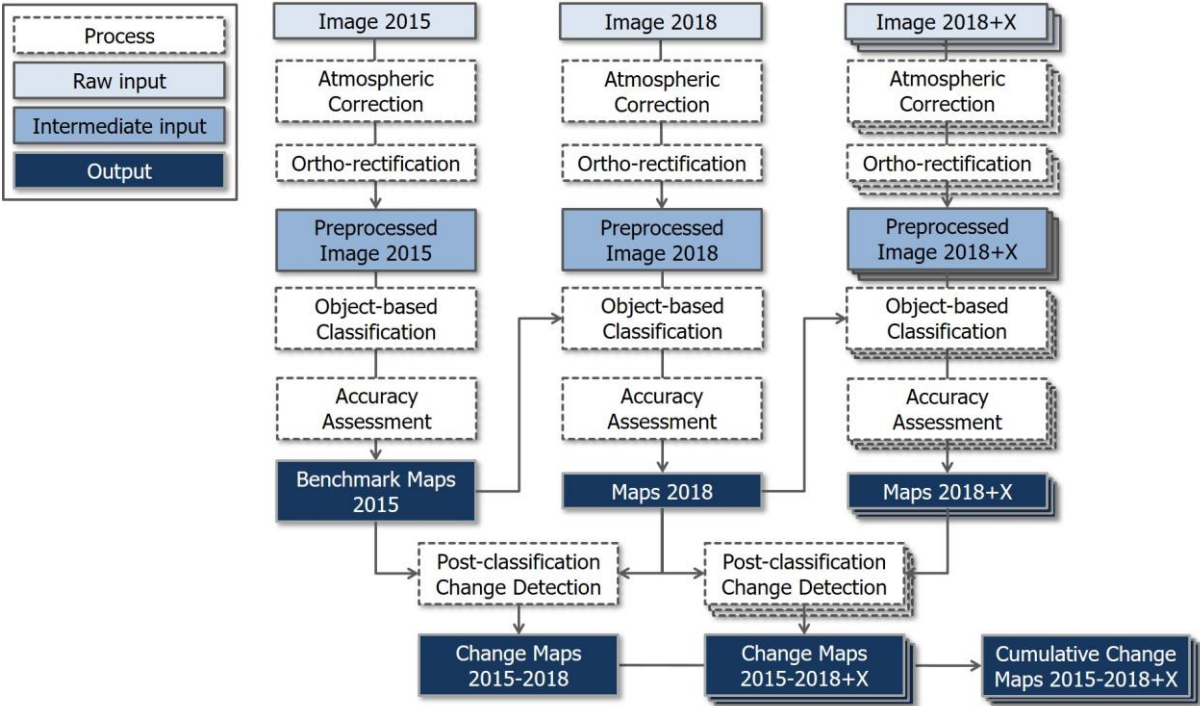 Process
Raw input
Intermediate input
Output
Image 2015
Atmospheric
Correction
Ortho-rectification
Preprocessed
Image 2015
Object-based
Classification
Accuracy
Assessment
Benchmark Maps
2015
Image 2018
Atmospheric
Correction
Ortho-rectification
Preprocessed
Image 2018
Object-based
Classification
Accuracy
Assessment
Maps 2018
Image 2018+X
Atmospheric
Correction
Ortho-rectification
Preprocessed
Image 2018+X
Object-based
Classification
Accuracy
Assessment
Maps 2018+X
Post-classification
Change Detection
Post-classification
Change Detection
Change Maps
2015-2018
Change Maps
2015-2018+X
Cumulative Change
Maps 2015-2018+X